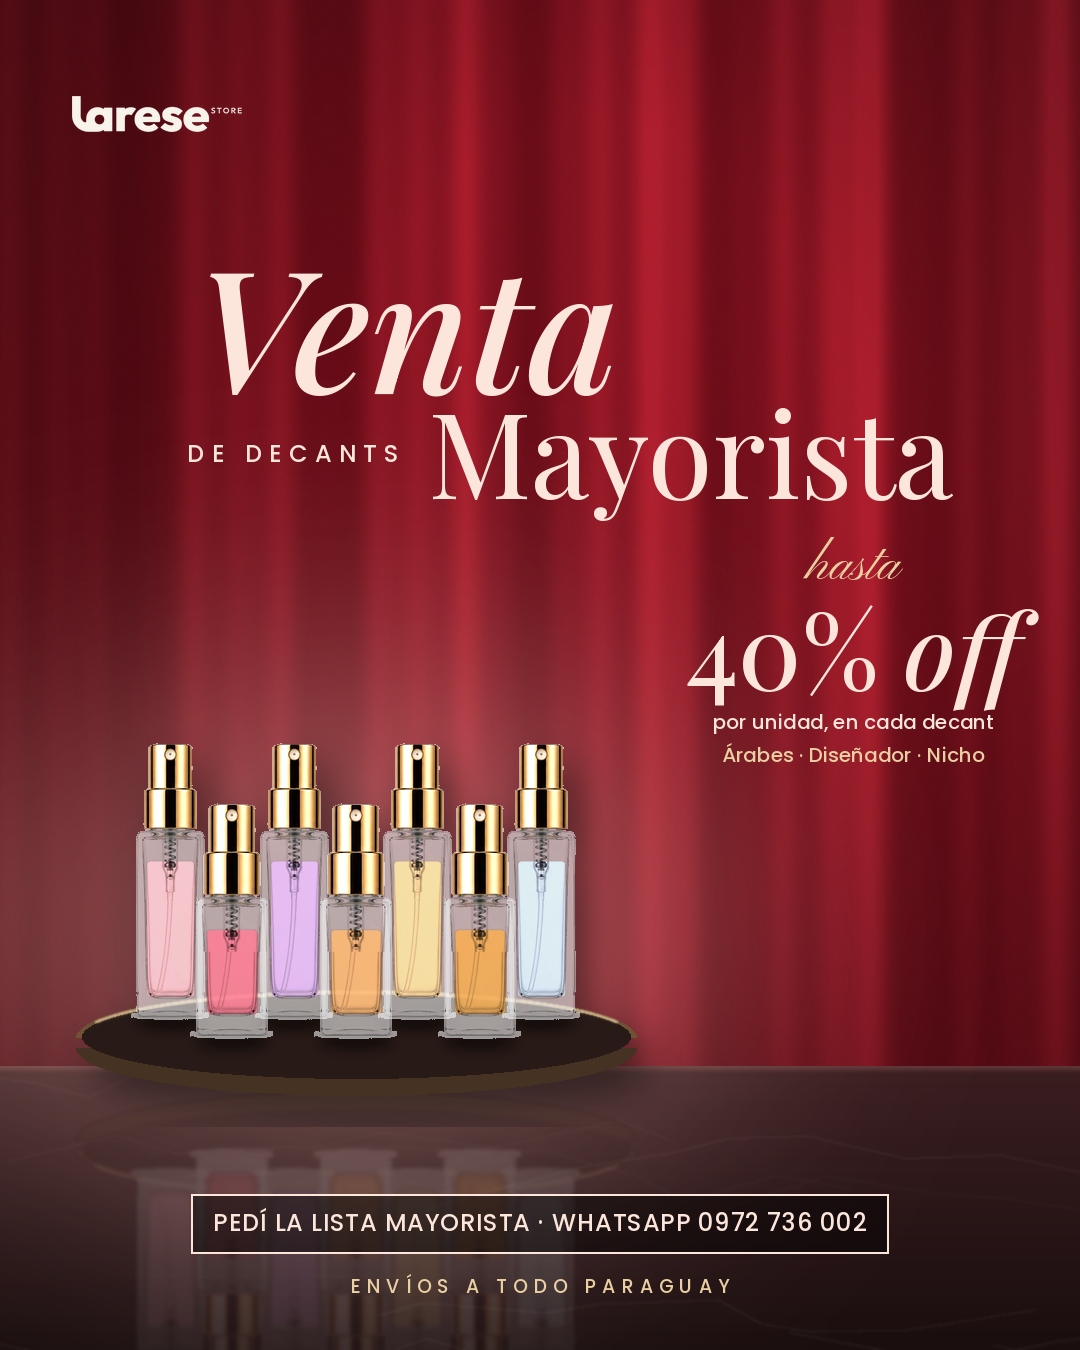 Larese STORE
Venta
DE DECANTS Mayorista
hasta
40% off
por unidad, en cada decant
Árabes · Diseñador · Nicho
PEDÍ LA LISTA MAYORISTA · WHATSAPP 0972 736 002
ENVÍOS A TODO PARAGUAY